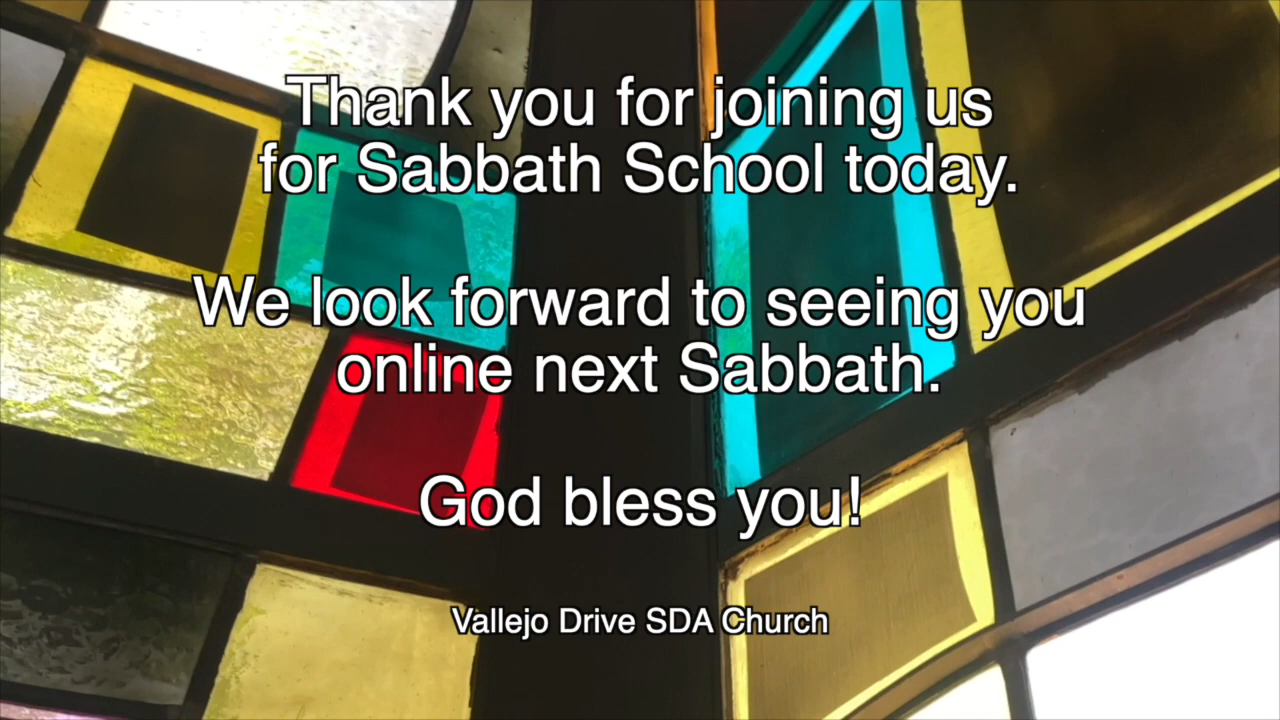 Thank you for joining us
for Sabbath School today.
We look forward to seeing you
online next Sabbath.
God bless you!
Vallejo Drive SDA Church